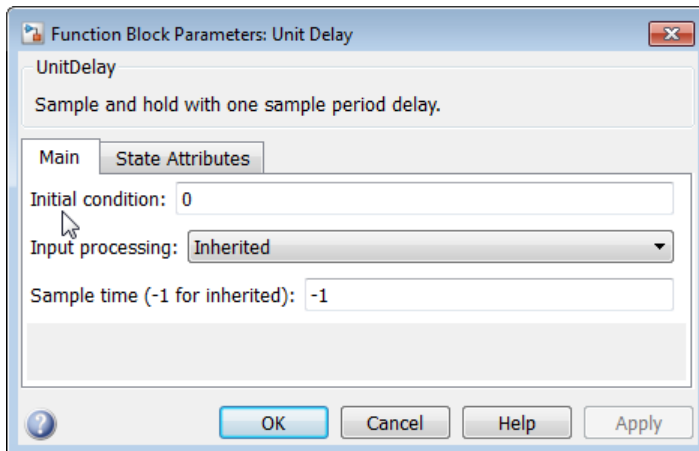 Function Block Parameters: Unit Delay
UnitDelay
Sample and hold with one sample period delay.
Main State Attributes
Initial condition: 0
Input processing: Inherited
Sample time (-1 for inherited): -1
OK Cancel Help Apply